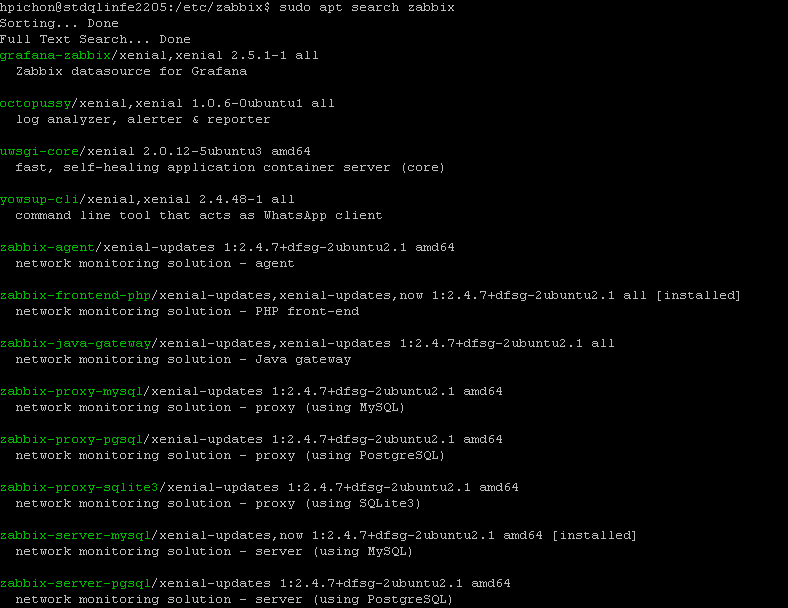 hpichon@stdqlinfe2205:/etc/zabbix$ sudo apt search zabbix
Sorting... Done
Full Text Search... Done
grafana-zabbix/xenial,xenial 2.5.1-1 all
  Zabbix datasource for Grafana

octopussy/xenial,xenial 1.0.6-0ubuntu1 all
  log analyzer, alerter & reporter

uwsgi-core/xenial 2.0.12-5ubuntu3 amd64
  fast, self-healing application container server (core)

yowsup-cli/xenial,xenial 2.4.48-1 all
  command line tool that acts as WhatsApp client

zabbix-agent/xenial-updates 1:2.4.7+dfsg-2ubuntu2.1 amd64
  network monitoring solution - agent

zabbix-frontend-php/xenial-updates,xenial-updates,now 1:2.4.7+dfsg-2ubuntu2.1 all [installed]
  network monitoring solution - PHP front-end

zabbix-java-gateway/xenial-updates,xenial-updates 1:2.4.7+dfsg-2ubuntu2.1 all
  network monitoring solution - Java gateway

zabbix-proxy-mysql/xenial-updates 1:2.4.7+dfsg-2ubuntu2.1 amd64
  network monitoring solution - proxy (using MySQL)

zabbix-proxy-pgsql/xenial-updates 1:2.4.7+dfsg-2ubuntu2.1 amd64
  network monitoring solution - proxy (using PostgreSQL)

zabbix-proxy-sqlite3/xenial-updates 1:2.4.7+dfsg-2ubuntu2.1 amd64
  network monitoring solution - proxy (using SQLite3)

zabbix-server-mysql/xenial-updates,now 1:2.4.7+dfsg-2ubuntu2.1 amd64 [installed]
  network monitoring solution - server (using MySQL)

zabbix-server-pgsql/xenial-updates 1:2.4.7+dfsg-2ubuntu2.1 amd64
  network monitoring solution - server (using PostgreSQL)